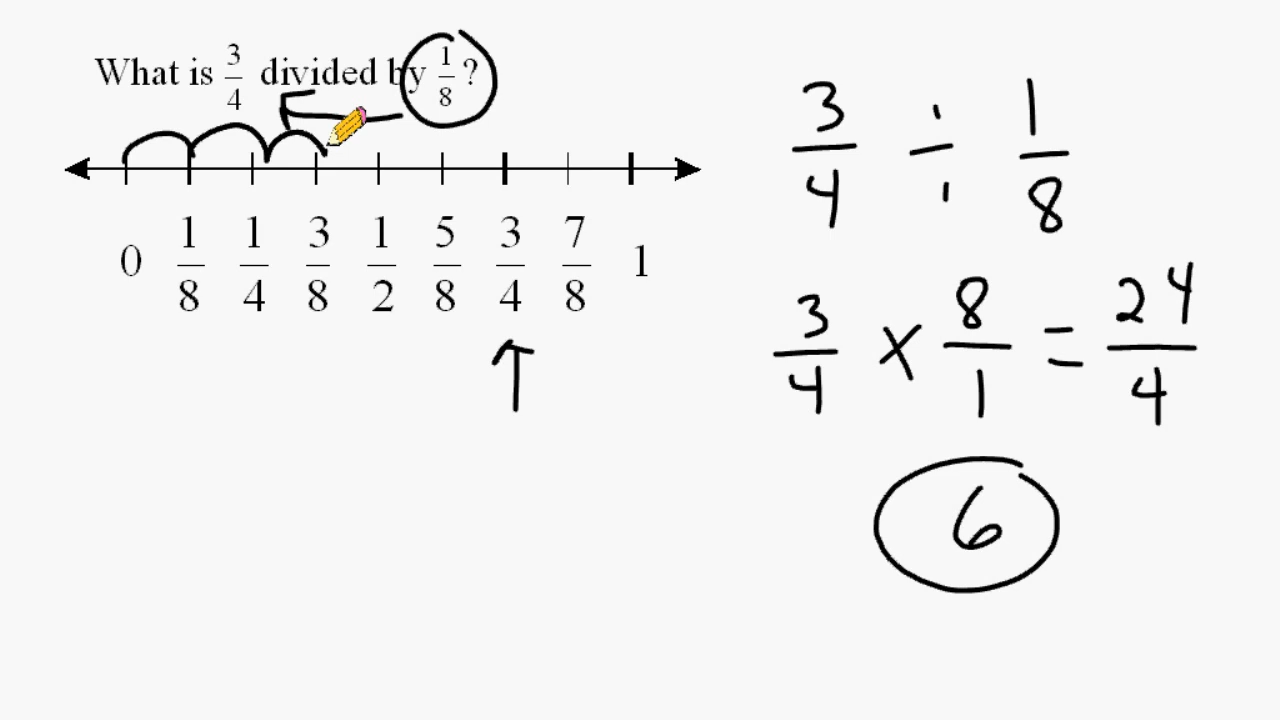 What is 3/4 divided by 1/8 ?
0 1/8 1/4 3/8 1/2 5/8 3/4 7/8 1
3/4 ÷ 1/8
3/4 × 8/1 = 24/4
6